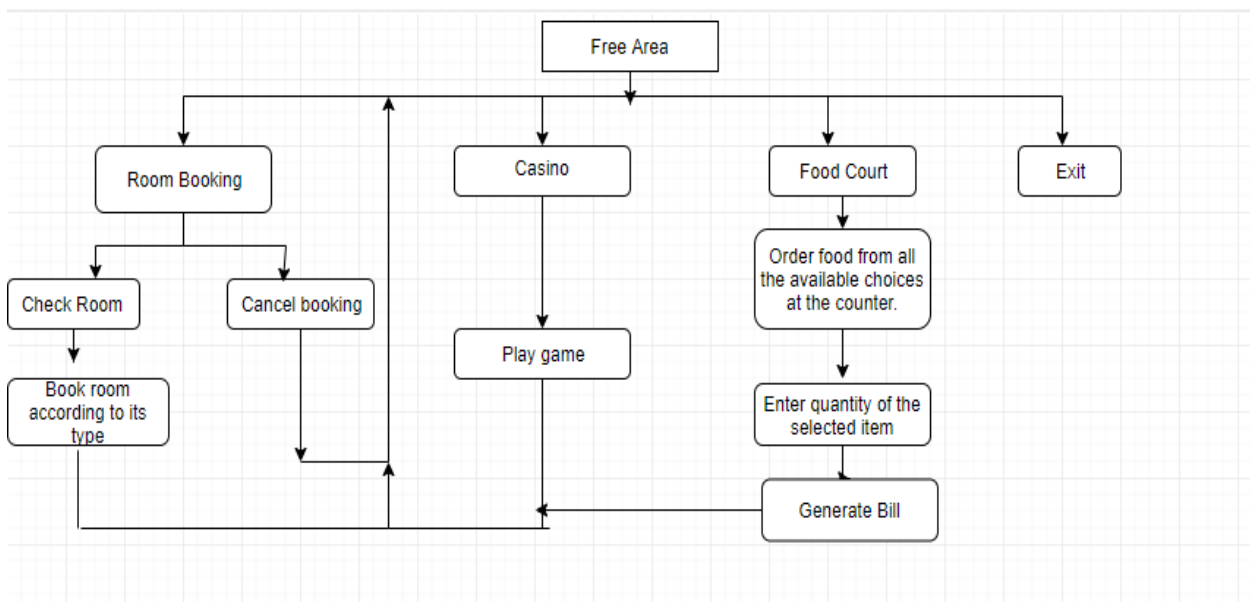 Free Area
Room Booking
Casino
Food Court
Exit
Check Room
Cancel booking
Order food from all
the available choices
at the counter.
Play game
Book room
according to its
type
Enter quantity of the
selected item
Generate Bill